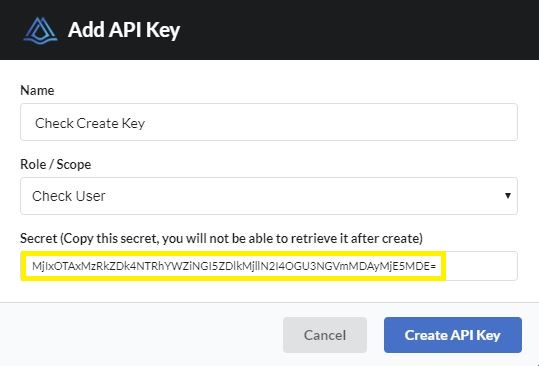 Add API Key
Name
Check Create Key
Role / Scope
Check User
Secret (Copy this secret, you will not be able to retrieve it after create)
MjIxOTAxMzRkZDk4NTRhYWZiNGI5ZDlkMjllN2I4OGU3NGVmMDAyMjE5MDE=
Cancel
Create API Key